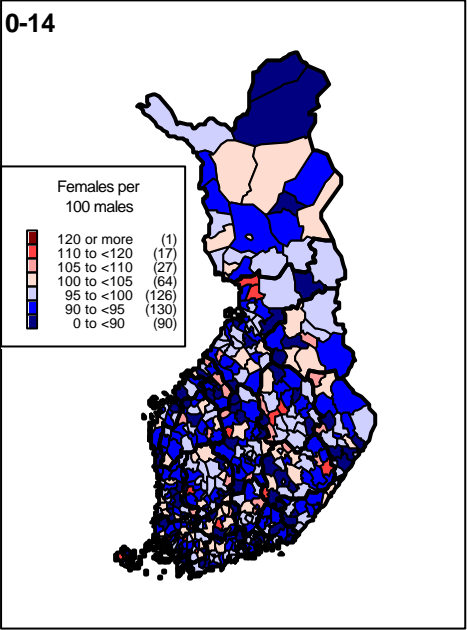 0-14
Females per
100 males
120 or more (1)
110 to <120 (17)
105 to <110 (27)
100 to <105 (64)
95 to <100 (126)
90 to <95 (130)
0 to <90 (90)